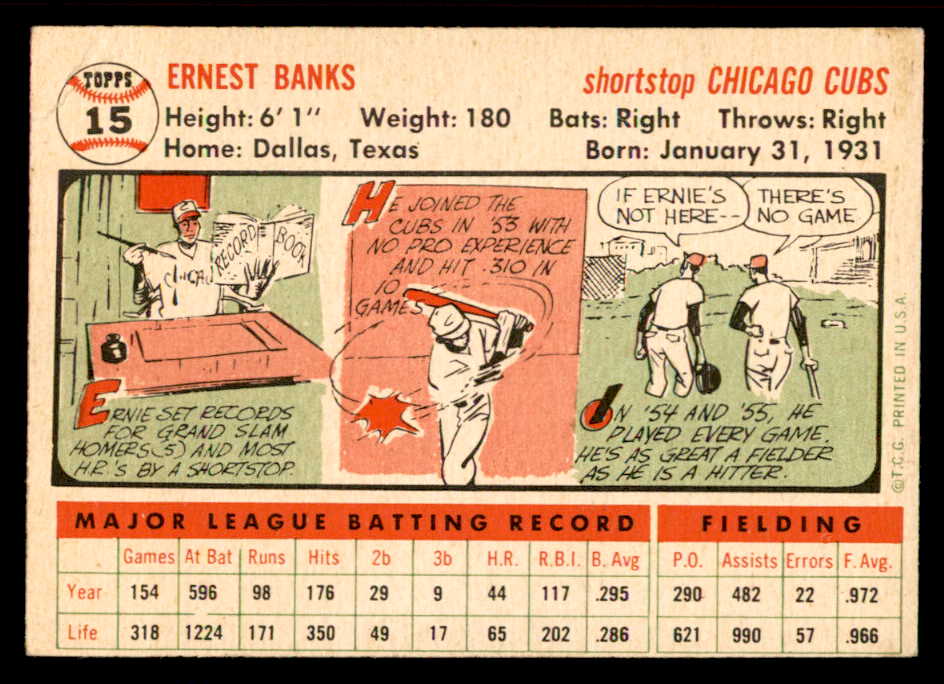 TOPPS
15
ERNEST BANKS
shortstop CHICAGO CUBS
Height: 6' 1" Weight: 180 Bats: Right Throws: Right
Home: Dallas, Texas Born: January 31, 1931
RECORD BOOK
CHICAG
ERNIE SET RECORDS
FOR GRAND SLAM
HOMERS (5) AND MOST
H.R.'S BY A SHORTSTOP.
HE JOINED THE
CUBS IN '53 WITH
NO PRO EXPERIENCE
AND HIT .310 IN
10
GAMES
IF ERNIE'S
NOT HERE--
THERE'S
NO GAME
ON '54 AND '55, HE
PLAYED EVERY GAME.
HE'S AS GREAT A FIELDER
AS HE IS A HITTER.
©T.C.G. PRINTED IN U.S.A.
MAJOR LEAGUE BATTING RECORD FIELDING
Games At Bat Runs Hits 2b 3b H.R. R.B.I. B. Avg P.O. Assists Errors F. Avg.
Year 154 596 98 176 29 9 44 117 .295 290 482 22 .972
Life 318 1224 171 350 49 17 65 202 .286 621 990 57 .966